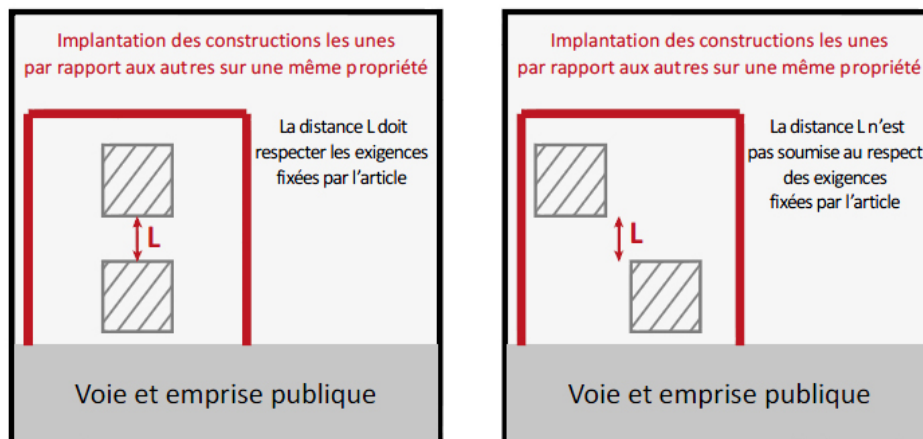 Implantation des constructions les unes
par rapport aux autres sur une même propriété
La distance L doit
respecter les exigences
fixées par l'article
L
Voie et emprise publique
Implantation des constructions les unes
par rapport aux autres sur une même propriété
La distance L n'est
pas soumise au respect
des exigences
fixées par l'article
L
Voie et emprise publique